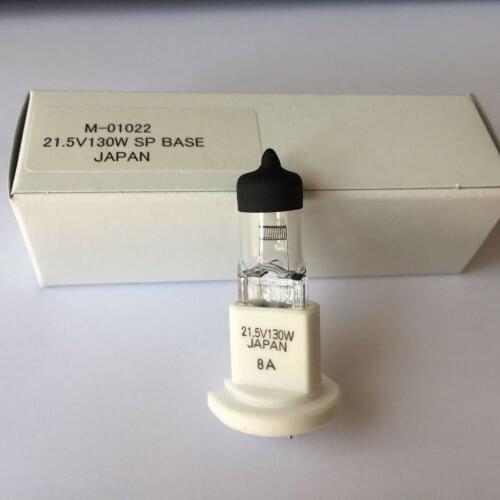 M-01022
21.5V130W SP BASE
JAPAN
21.5V130W
JAPAN
8A